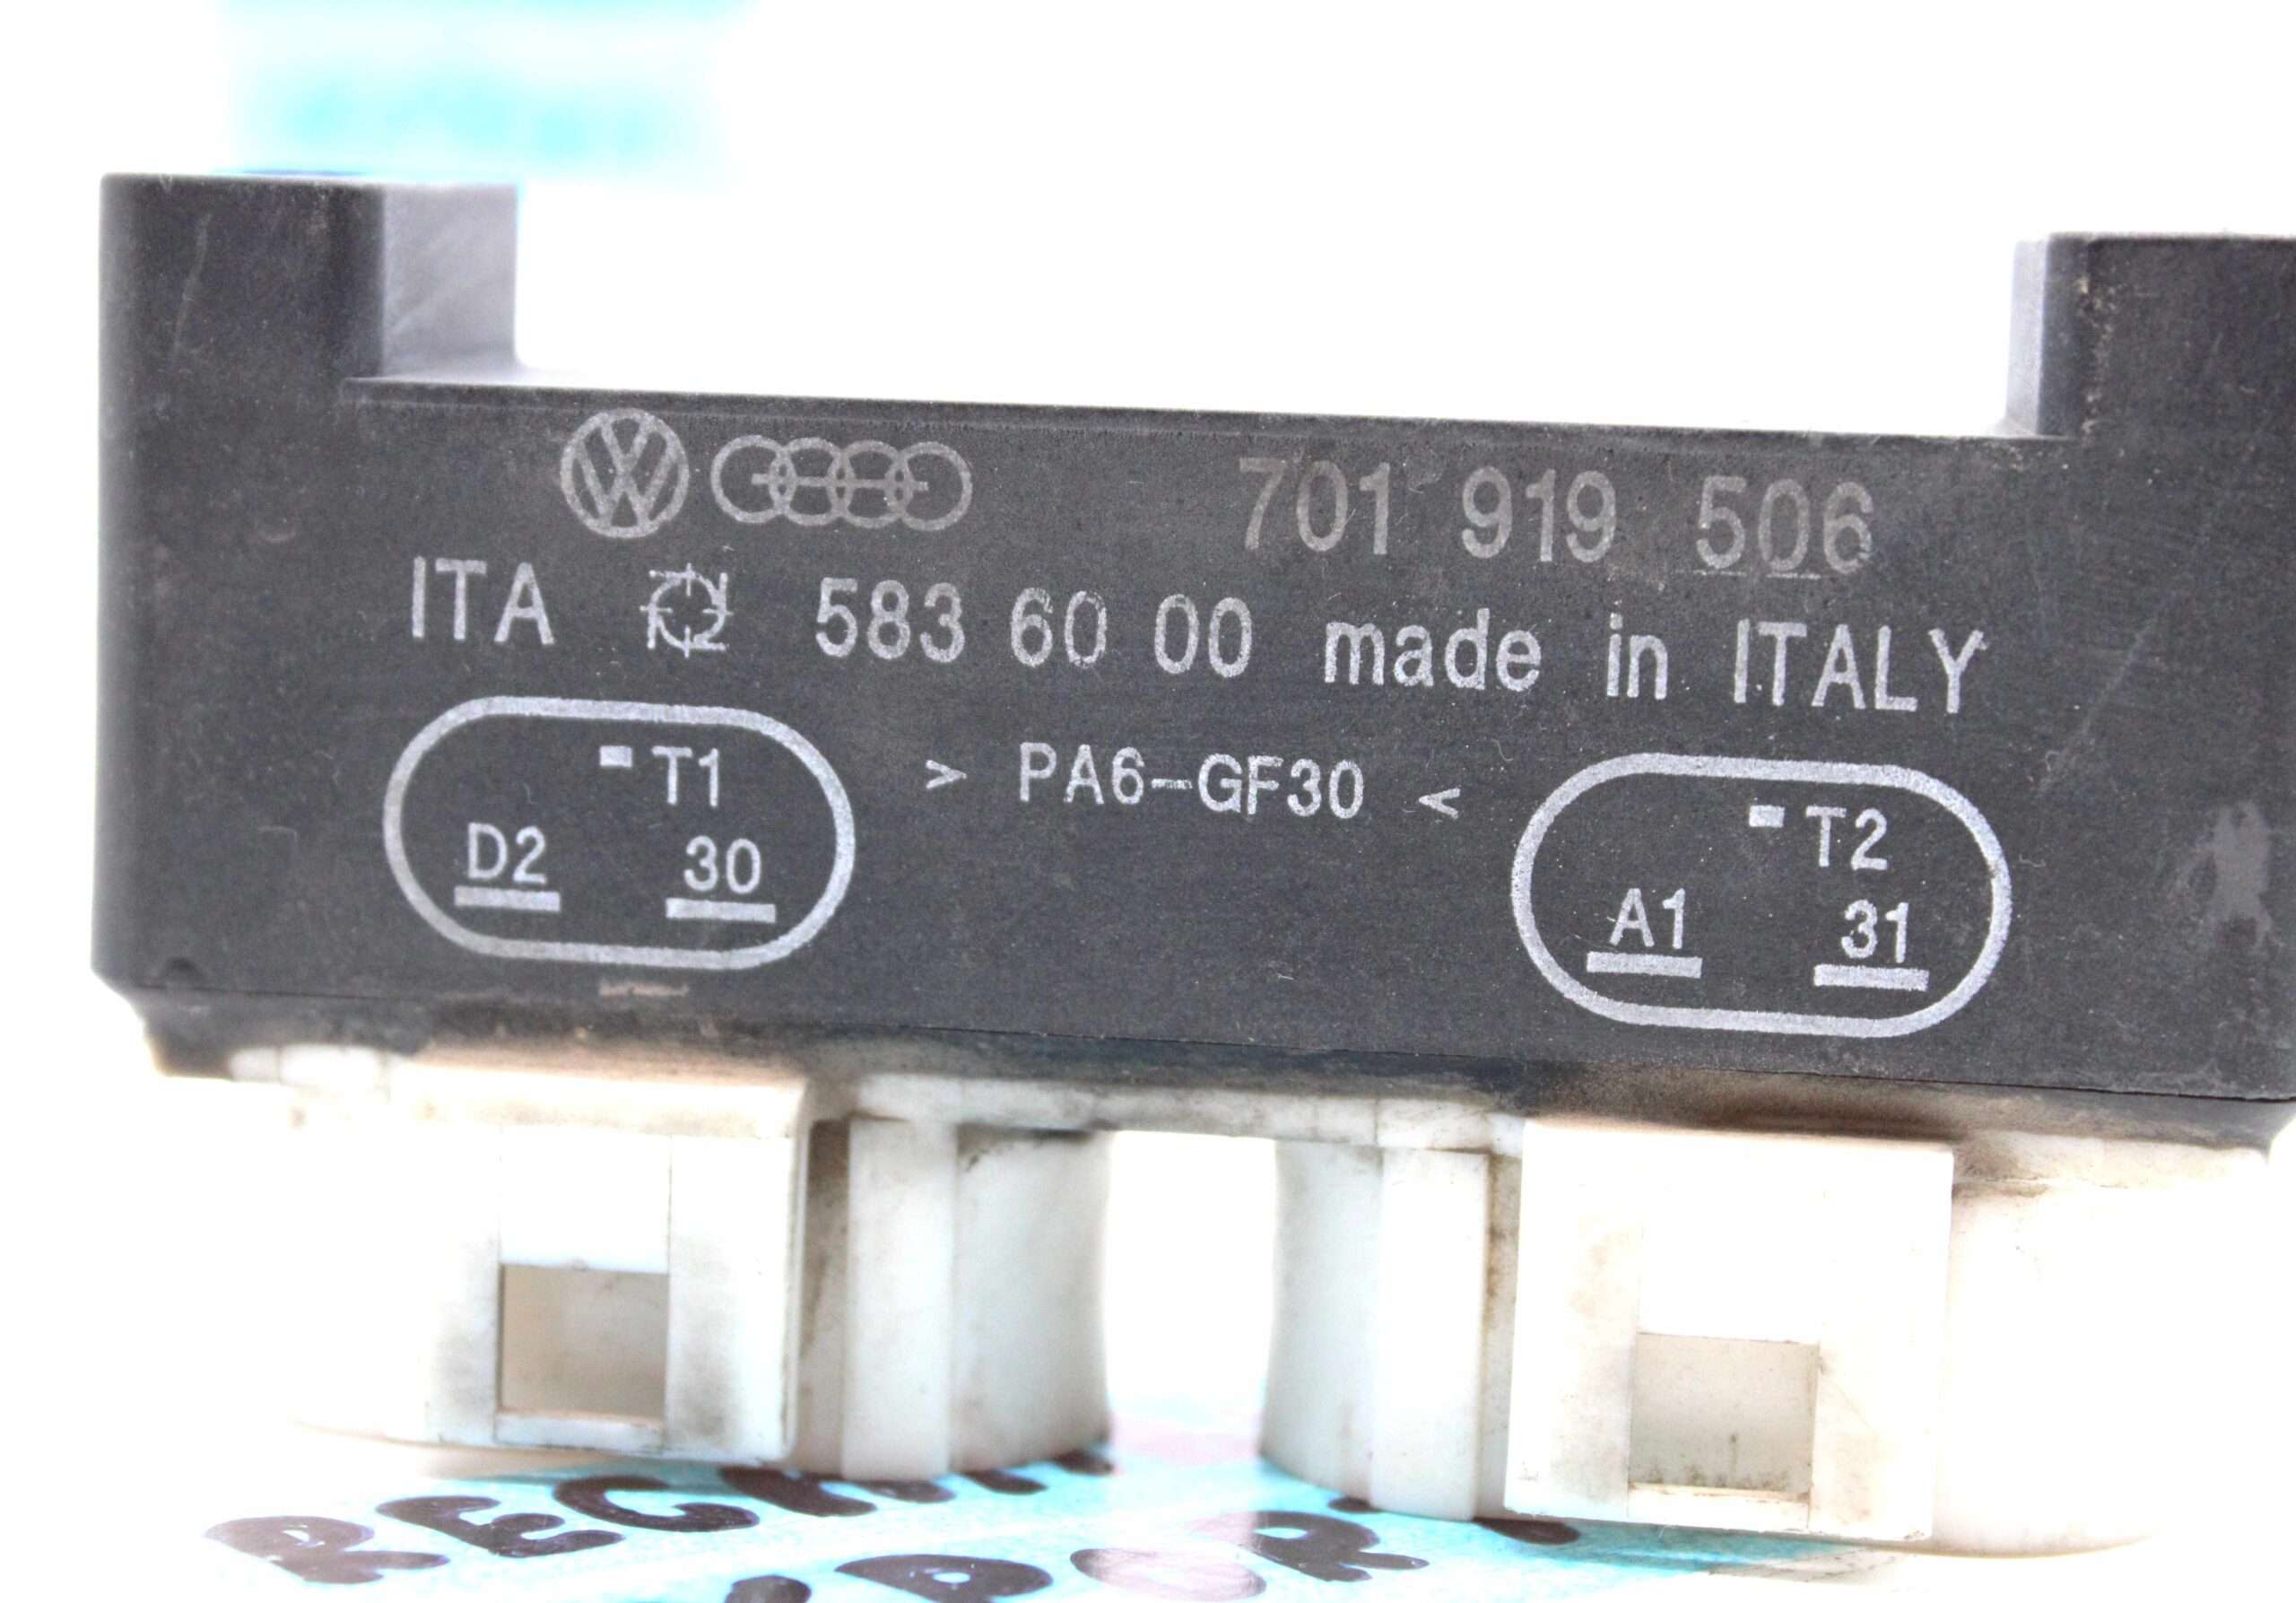 701 919 506
ITA 583 60 00 made in ITALY
T1
D2 30
> PA6-GF30 <
T2
A1 31